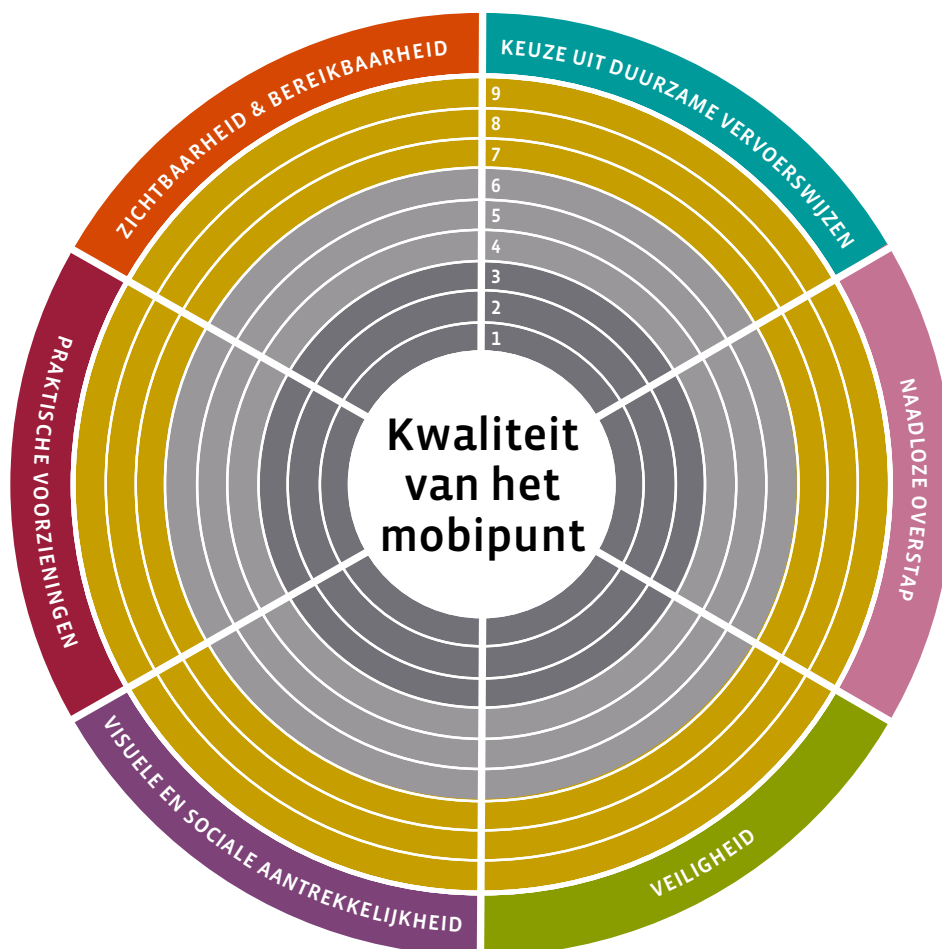 ZICHTBAARHEID & BEREIKBAARHEID
KEUZE UIT DUURZAME VERVOERSWIJZEN
NAADLOZE OVERSTAP
VEILIGHEID
VISUELE EN SOCIALE AANTREKKELIJKHEID
PRAKTISCHE VOORZIENINGEN
9
8
7
6
5
4
3
2
1
Kwaliteit
van het
mobipunt